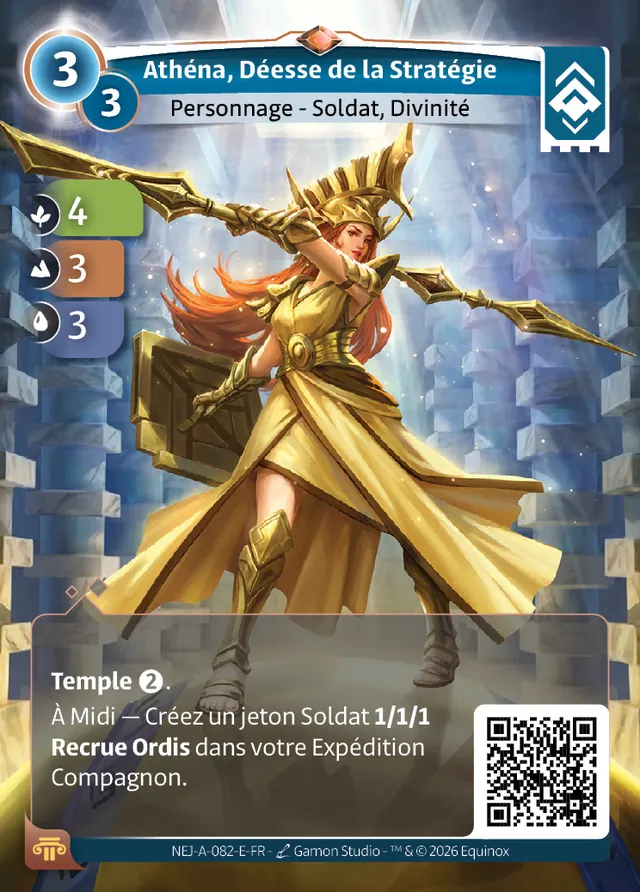 3
Athéna, Déesse de la Stratégie
3
Personnage - Soldat, Divinité
4
3
3
Temple 2.
À Midi — Créez un jeton Soldat 1/1/1
Recrue Ordis dans votre Expédition
Compagnon.
NEJ-A-082-E-FR - Gamon Studio - ™ & © 2026 Equinox